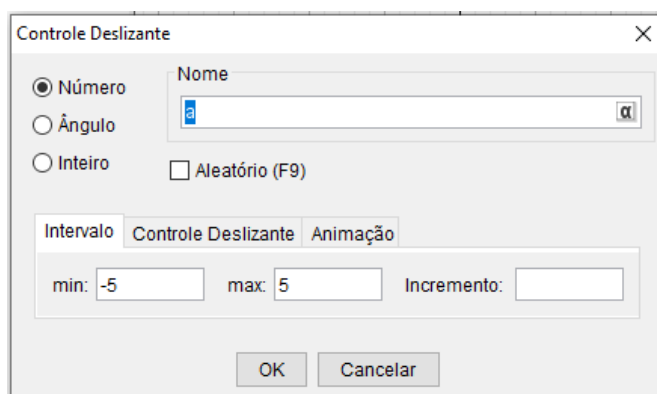 Controle Deslizante
Número
Ângulo
Inteiro
Nome
a
α
Aleatório (F9)
Intervalo Controle Deslizante Animação
min: -5 max: 5 Incremento:
OK Cancelar